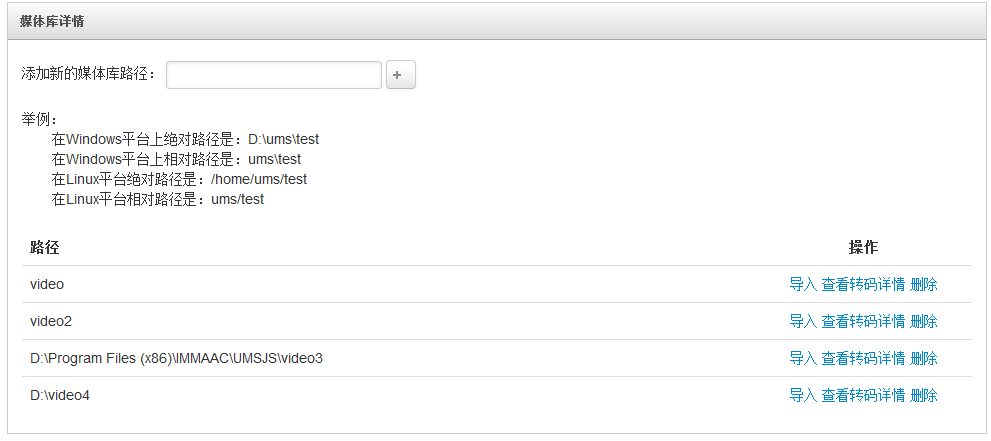 媒体库详情
添加新的媒体库路径： +
举例：
在Windows平台上绝对路径是：D:\ums\test
在Windows平台上相对路径是：ums\test
在Linux平台绝对路径是：/home/ums/test
在Linux平台相对路径是：ums/test
路径 操作
video 导入 查看转码详情 删除
video2 导入 查看转码详情 删除
D:\Program Files (x86)\IMMAAC\UMSJS\video3 导入 查看转码详情 删除
D:\video4 导入 查看转码详情 删除